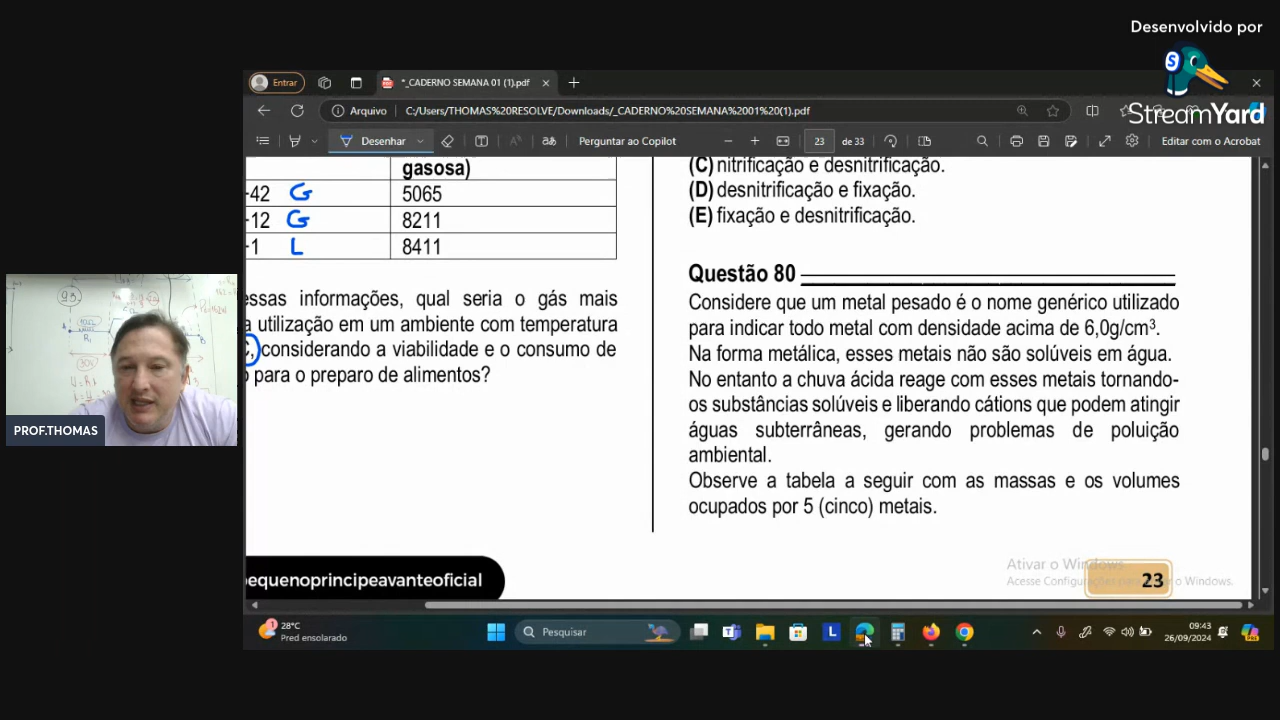 Desenvolvido por
StreamYard
Entrar
*_CADERNO SEMANA 01 (1).pdf
Arquivo
C:/Users/THOMAS%20RESOLVE/Downloads/_CADERNO%20SEMANA%2001%20(1).pdf
Desenhar
Perguntar ao Copilot
23
de 33
Editar com o Acrobat
gasosa)
-42 G 5065
-12 G 8211
-1 L 8411
essas informações, qual seria o gás mais
a utilização em um ambiente com temperatura
C, considerando a viabilidade e o consumo de
o para o preparo de alimentos?
equenoprincipeavanteoficial
(C) nitrificação e desnitrificação.
(D) desnitrificação e fixação.
(E) fixação e desnitrificação.
Questão 80
Considere que um metal pesado é o nome genérico utilizado
para indicar todo metal com densidade acima de 6,0g/cm³.
Na forma metálica, esses metais não são solúveis em água.
No entanto a chuva ácida reage com esses metais tornando-
os substâncias solúveis e liberando cátions que podem atingir
águas subterrâneas, gerando problemas de poluição
ambiental.
Observe a tabela a seguir com as massas e os volumes
ocupados por 5 (cinco) metais.
Ativar o Windows
23
PROF.THOMAS
28°C
Pred ensolarado
Pesquisar
09:43
26/09/2024